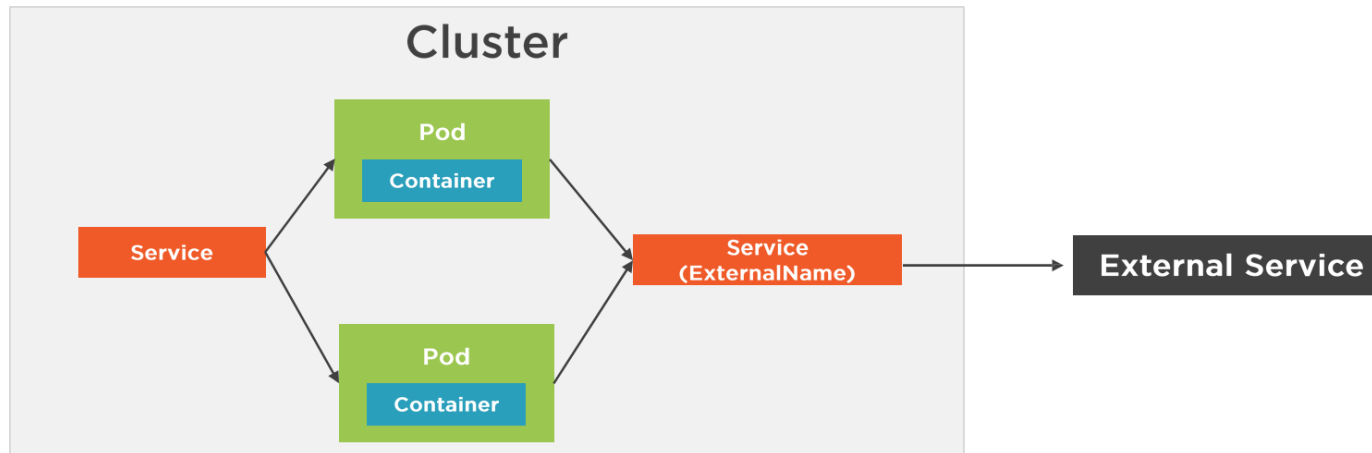 Cluster
Pod
Container
Service
Service
(ExternalName)
External Service
Pod
Container